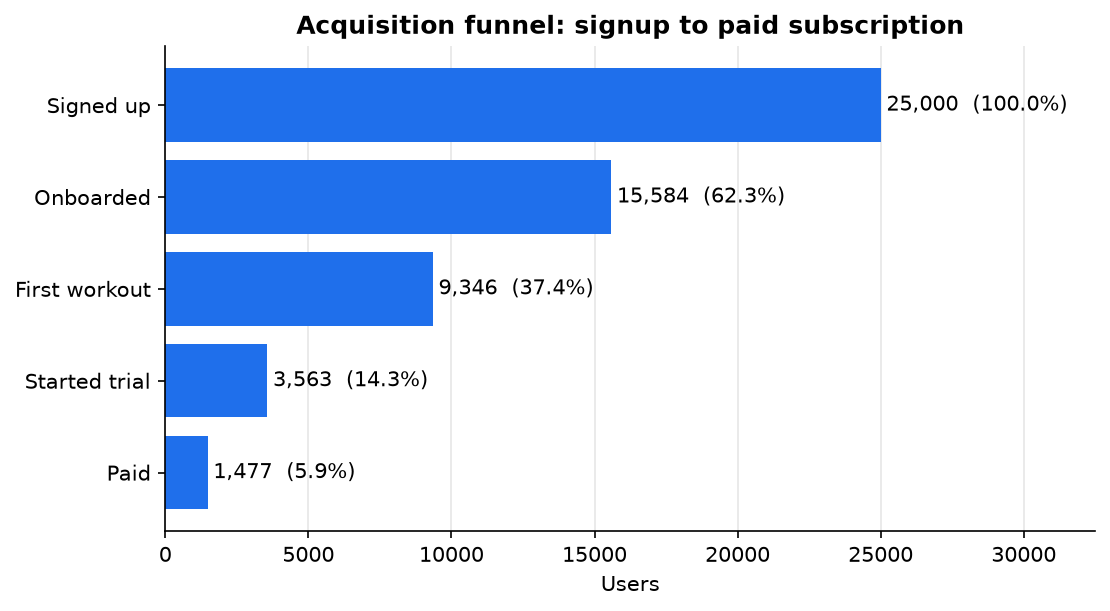 Acquisition funnel: signup to paid subscription
Signed up
25,000 (100.0%)
Onboarded
15,584 (62.3%)
First workout
9,346 (37.4%)
Started trial
3,563 (14.3%)
Paid
1,477 (5.9%)
0 5000 10000 15000 20000 25000 30000
Users